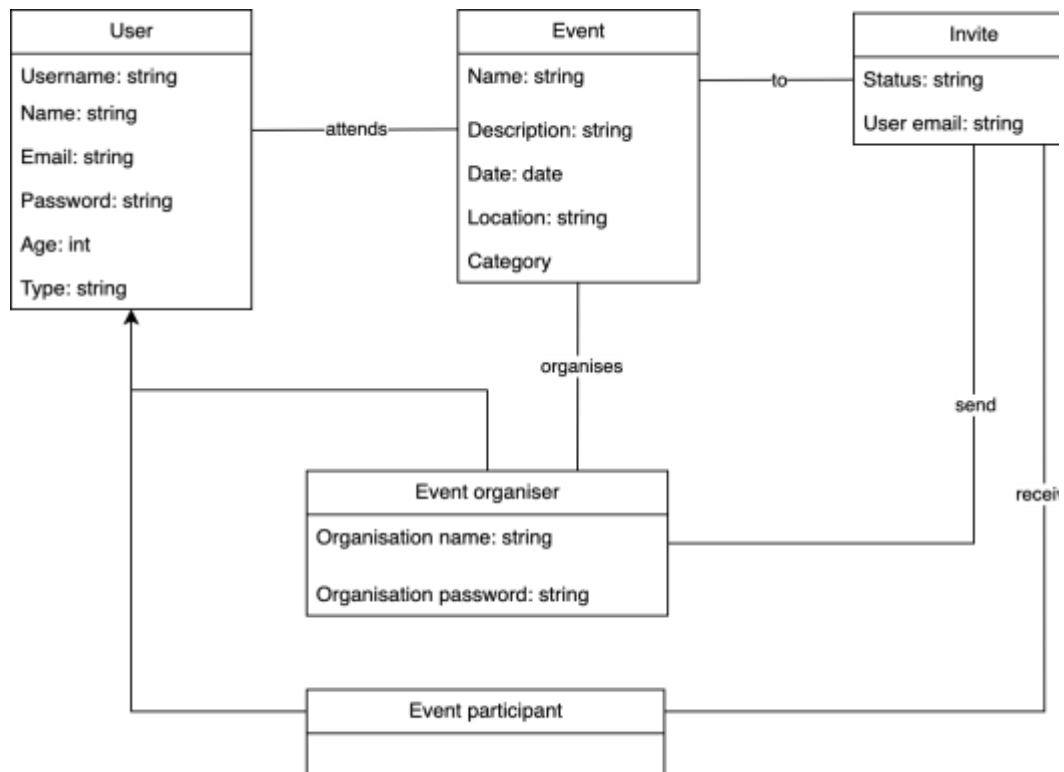 User
Username: string
Name: string
Email: string
Password: string
Age: int
Type: string
attends
Event
Name: string
Description: string
Date: date
Location: string
Category
to
Invite
Status: string
User email: string
organises
send
receiv
Event organiser
Organisation name: string
Organisation password: string
Event participant